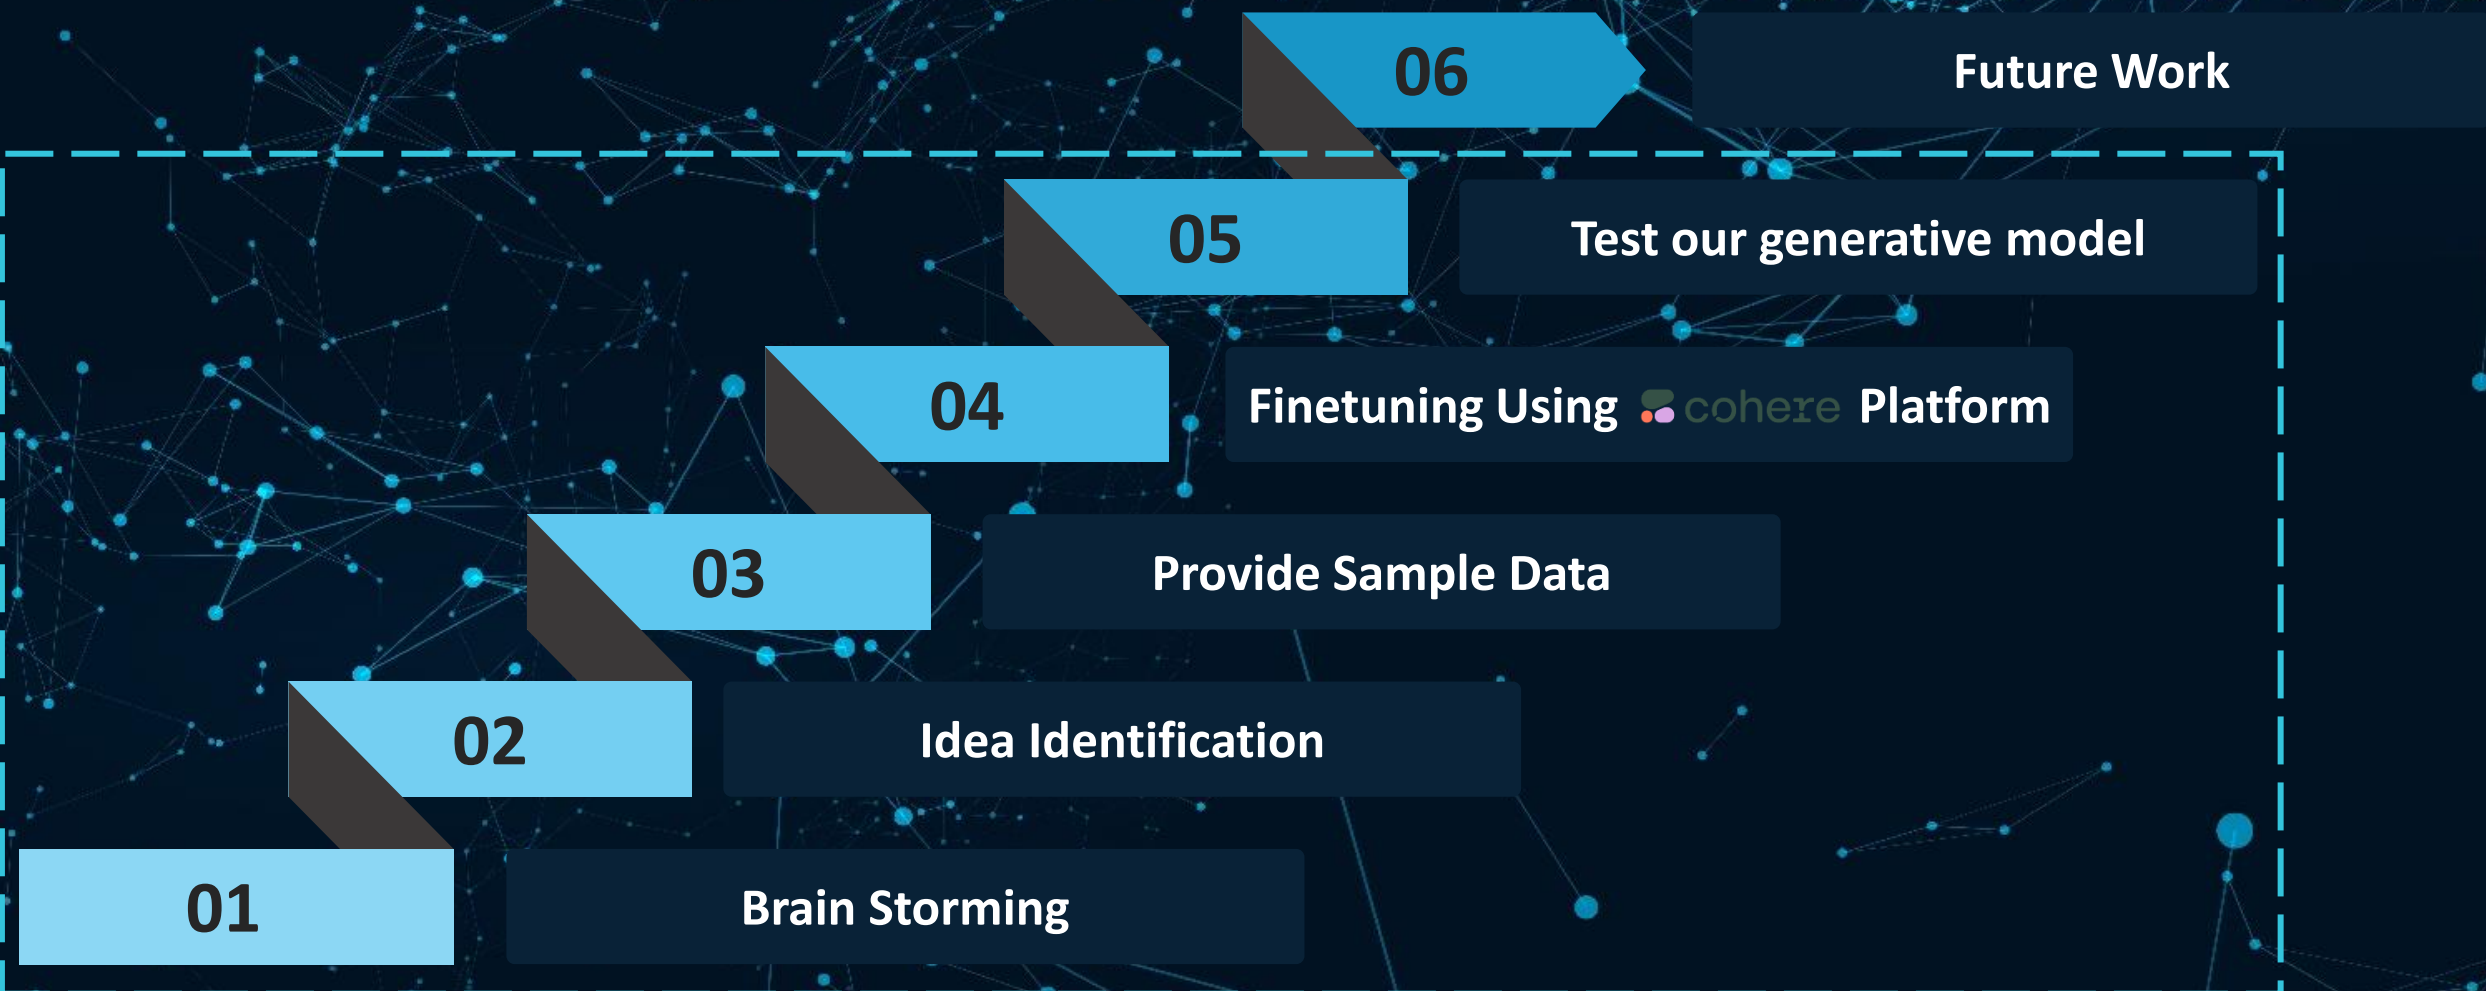 06 Future Work
05 Test our generative model
04 Finetuning Using cohere Platform
03 Provide Sample Data
02 Idea Identification
01 Brain Storming